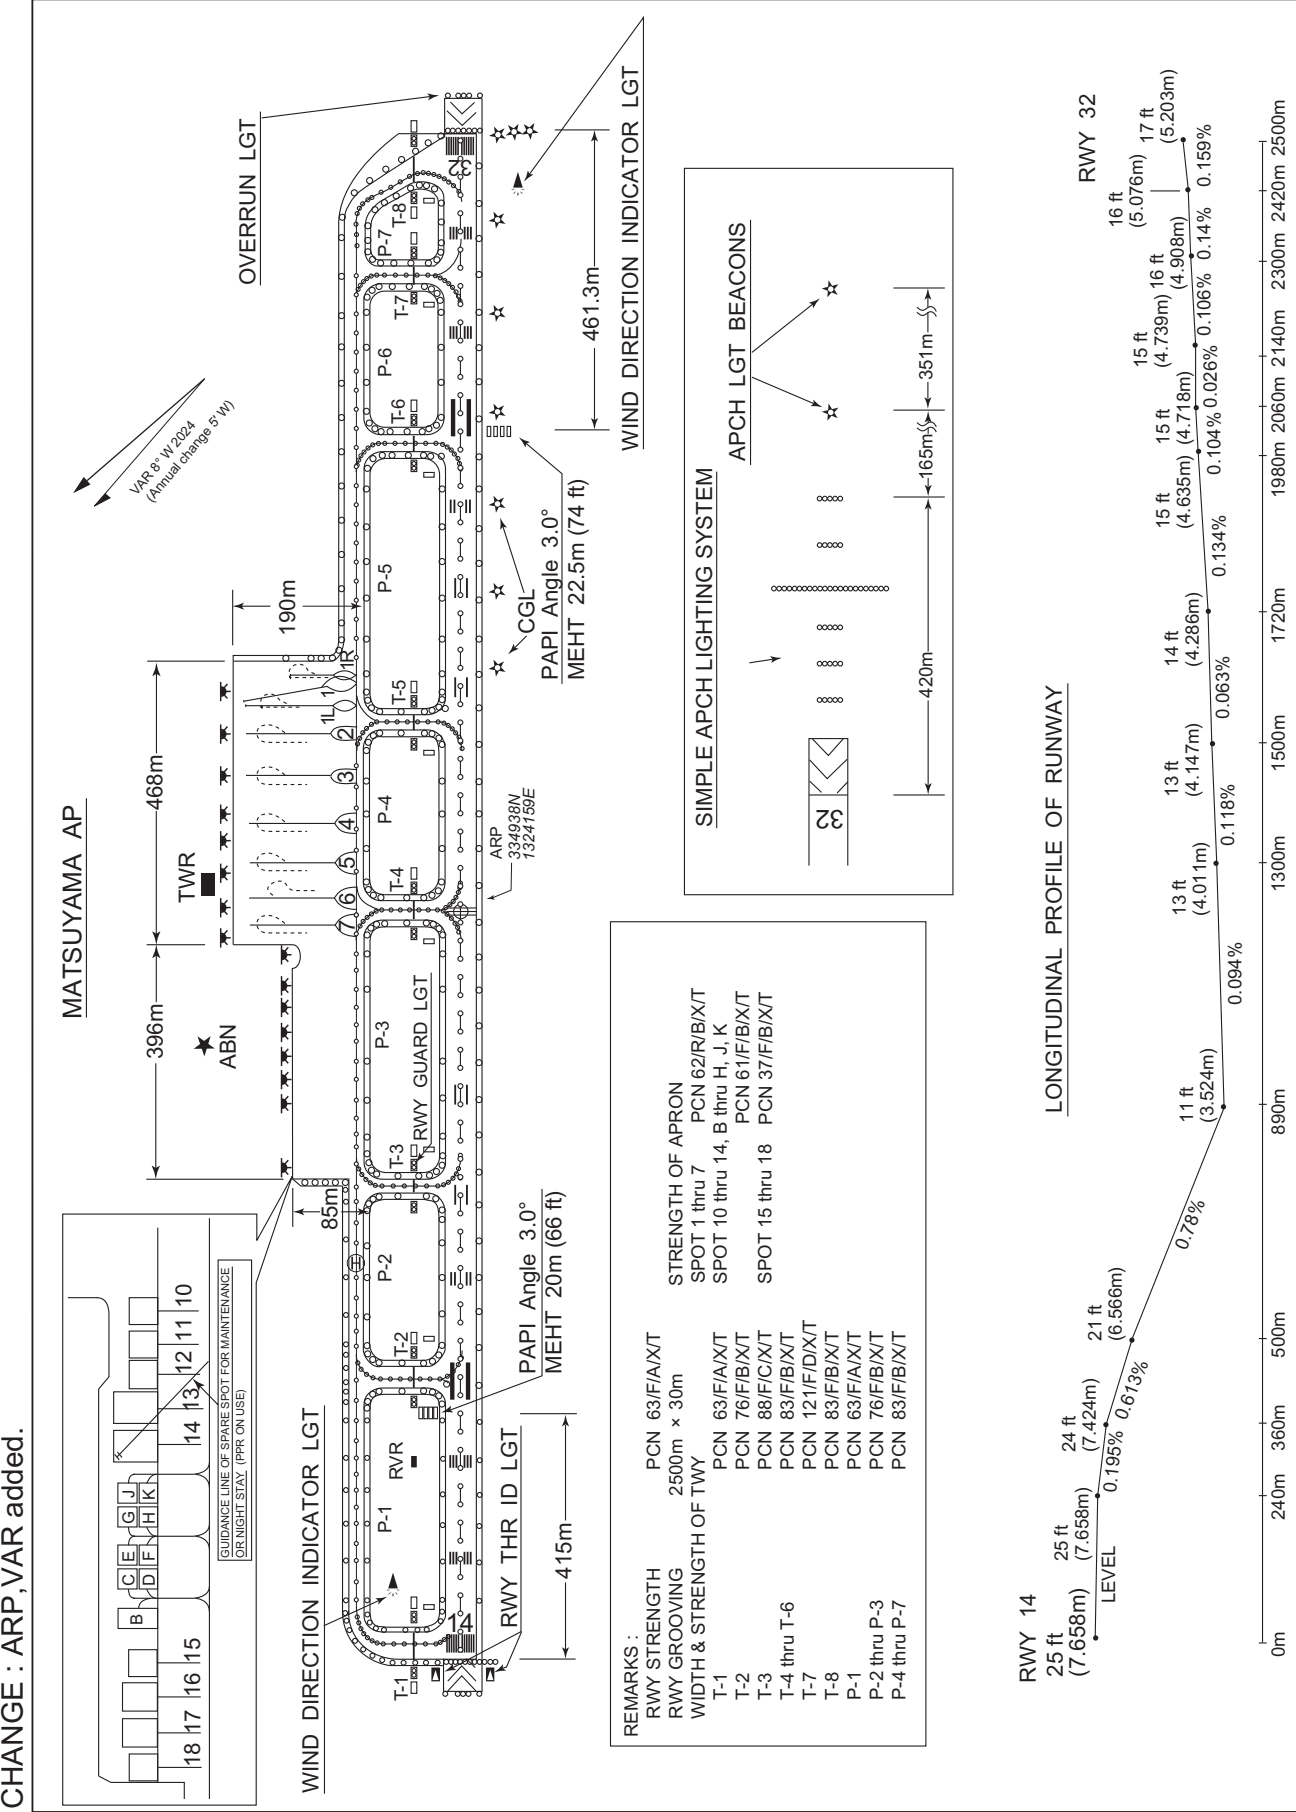 CHANGE : ARP,VAR added.
MATSUYAMA AP
18
17
16
15
B
C
E
D
F
G
J
H
K
14
13
12
11
10
GUIDANCE LINE OF SPARE SPOT FOR MAINTENANCE
OR NIGHT STAY (PPR ON USE)
396m
468m
ABN
TWR
85m
190m
VAR 8° W 2024
(Annual change 5' W)
OVERRUN LGT
7
6
5
4
3
2
1L
1
1R
WIND DIRECTION INDICATOR LGT
P-1
RVR
P-2
H
P-3
P-4
P-5
P-6
P-7
T-1
T-2
T-3
T-4
T-5
T-6
T-7
T-8
RWY GUARD LGT
14
32
RWY THR ID LGT
415m
PAPI Angle 3.0°
MEHT 20m (66 ft)
ARP
334938N
1324159E
CGL
PAPI Angle 3.0°
MEHT 22.5m (74 ft)
461.3m
WIND DIRECTION INDICATOR LGT
REMARKS :
RWY STRENGTH PCN 63/F/A/X/T
RWY GROOVING 2500m × 30m
WIDTH & STRENGTH OF TWY
T-1 PCN 63/F/A/X/T
T-2 PCN 76/F/B/X/T
T-3 PCN 88/F/C/X/T
T-4 thru T-6 PCN 83/F/B/X/T
T-7 PCN 121/F/D/X/T
T-8 PCN 83/F/B/X/T
P-1 PCN 63/F/A/X/T
P-2 thru P-3 PCN 76/F/B/X/T
P-4 thru P-7 PCN 83/F/B/X/T
STRENGTH OF APRON
SPOT 1 thru 7 PCN 62/R/B/X/T
SPOT 10 thru 14, B thru H, J, K
PCN 61/F/B/X/T
SPOT 15 thru 18 PCN 37/F/B/X/T
SIMPLE APCH LIGHTING SYSTEM
APCH LGT BEACONS
32
420m
165m
351m
LONGITUDINAL PROFILE OF RUNWAY
RWY 14
25 ft
(7.658m)
LEVEL
25 ft
(7.658m)
0.195%
24 ft
(7.424m)
0.613%
21 ft
(6.566m)
0.78%
11 ft
(3.524m)
0.094%
13 ft
(4.011m)
0.118%
13 ft
(4.147m)
0.063%
14 ft
(4.286m)
0.134%
15 ft
(4.635m)
0.104%
15 ft
(4.718m)
0.026%
15 ft
(4.739m)
0.106%
16 ft
(4.908m)
0.14%
16 ft
(5.076m)
0.159%
17 ft
(5.203m)
RWY 32
0m
240m
360m
500m
890m
1300m
1500m
1720m
1980m
2060m
2140m
2300m
2420m
2500m